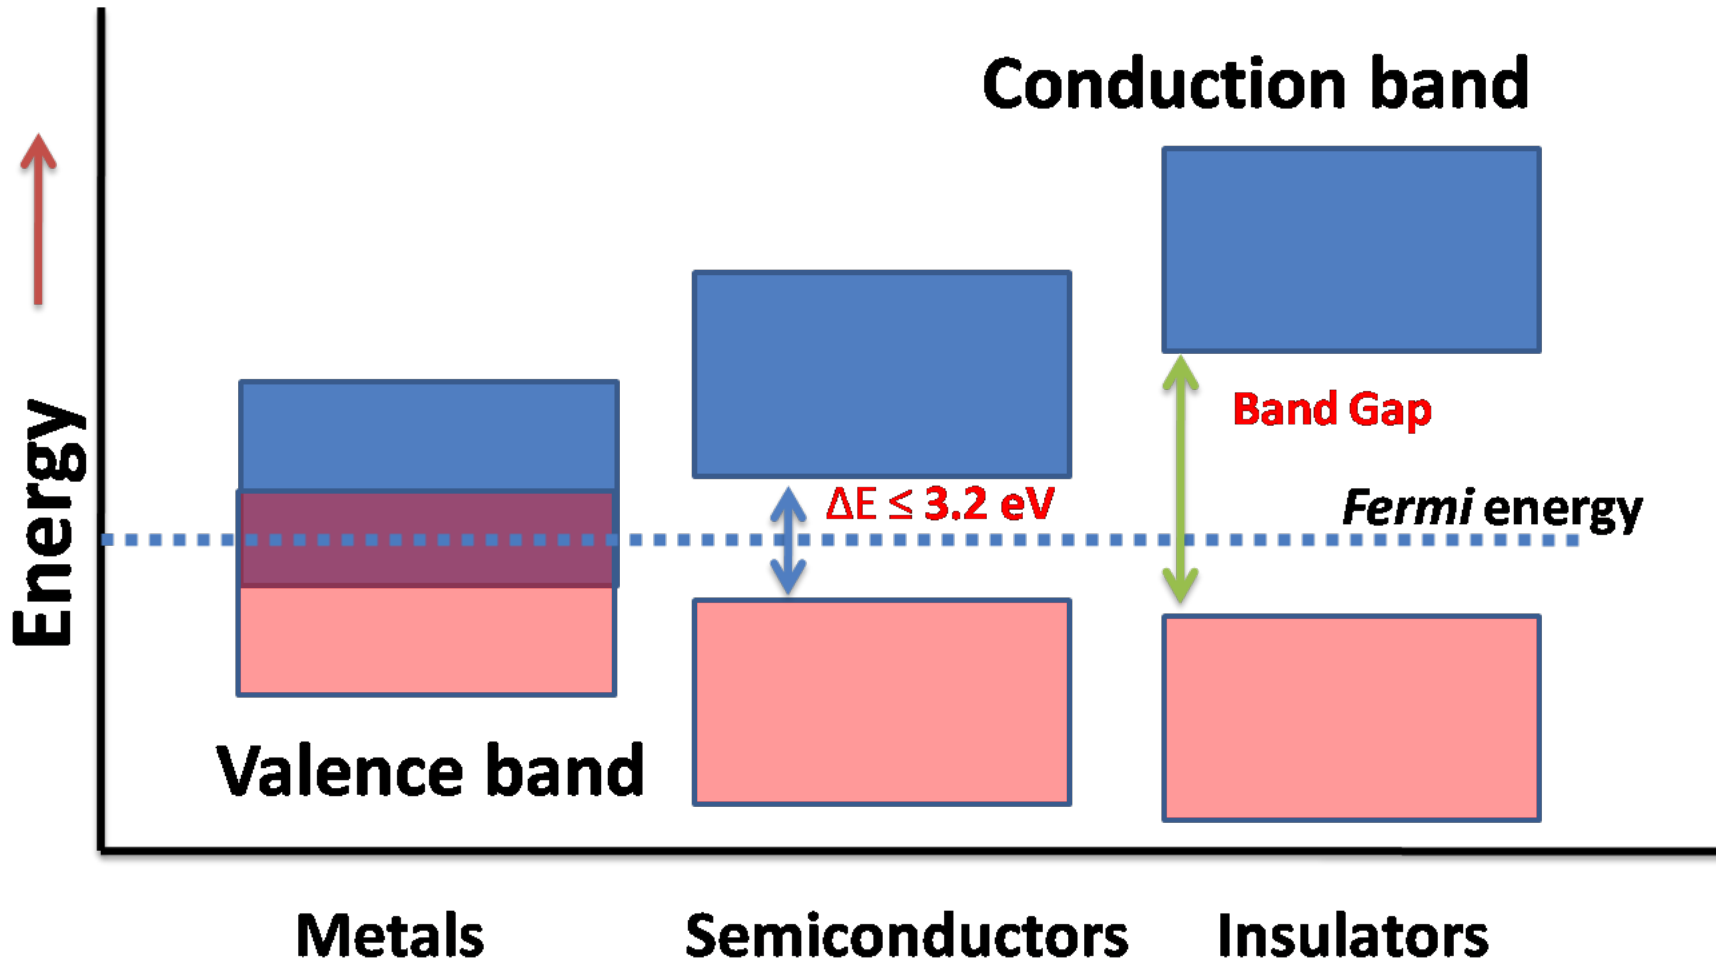 Conduction band
Band Gap
ΔE ≤ 3.2 eV
Fermi energy
Energy
Valence band
Metals
Semiconductors
Insulators